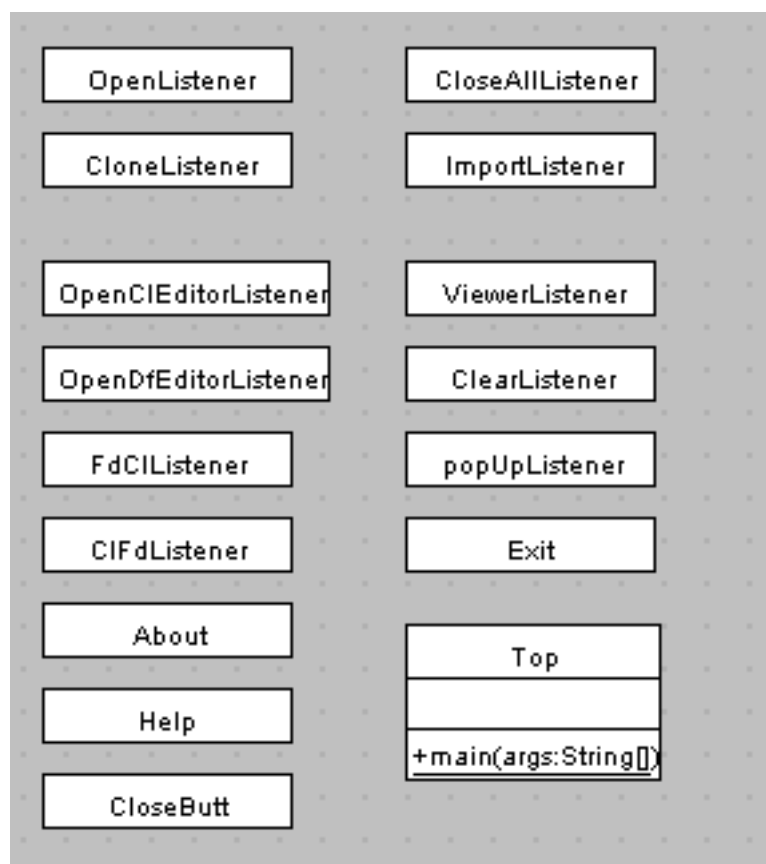 OpenListener
CloseAllListener
CloneListener
ImportListener
OpenClEditorListener
ViewerListener
OpenDfEditorListener
ClearListener
FdClListener
popUpListener
ClFdListener
Exit
About
Top
+main(args:String[])
Help
CloseButt